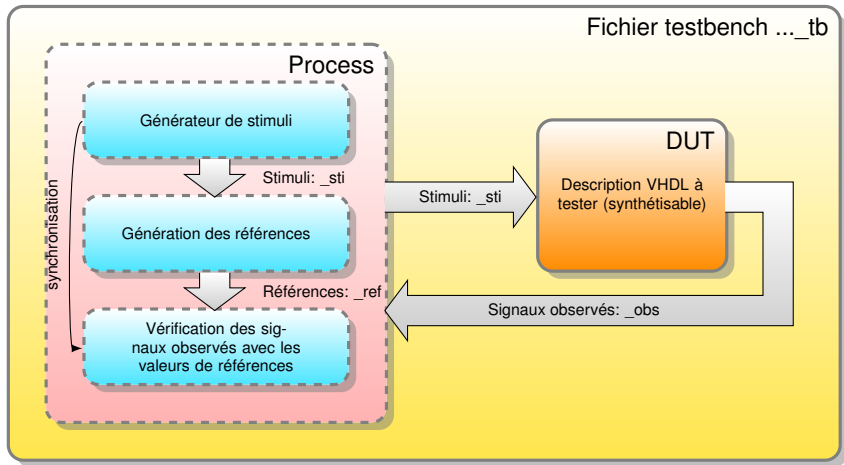 Fichier testbench ..._tb
Process
Générateur de stimuli
Stimuli: _sti
synchronisation
Génération des références
Références: _ref
Vérification des sig-
naux observés avec les
valeurs de références
Stimuli: _sti
DUT
Description VHDL à
tester (synthétisable)
Signaux observés: _obs